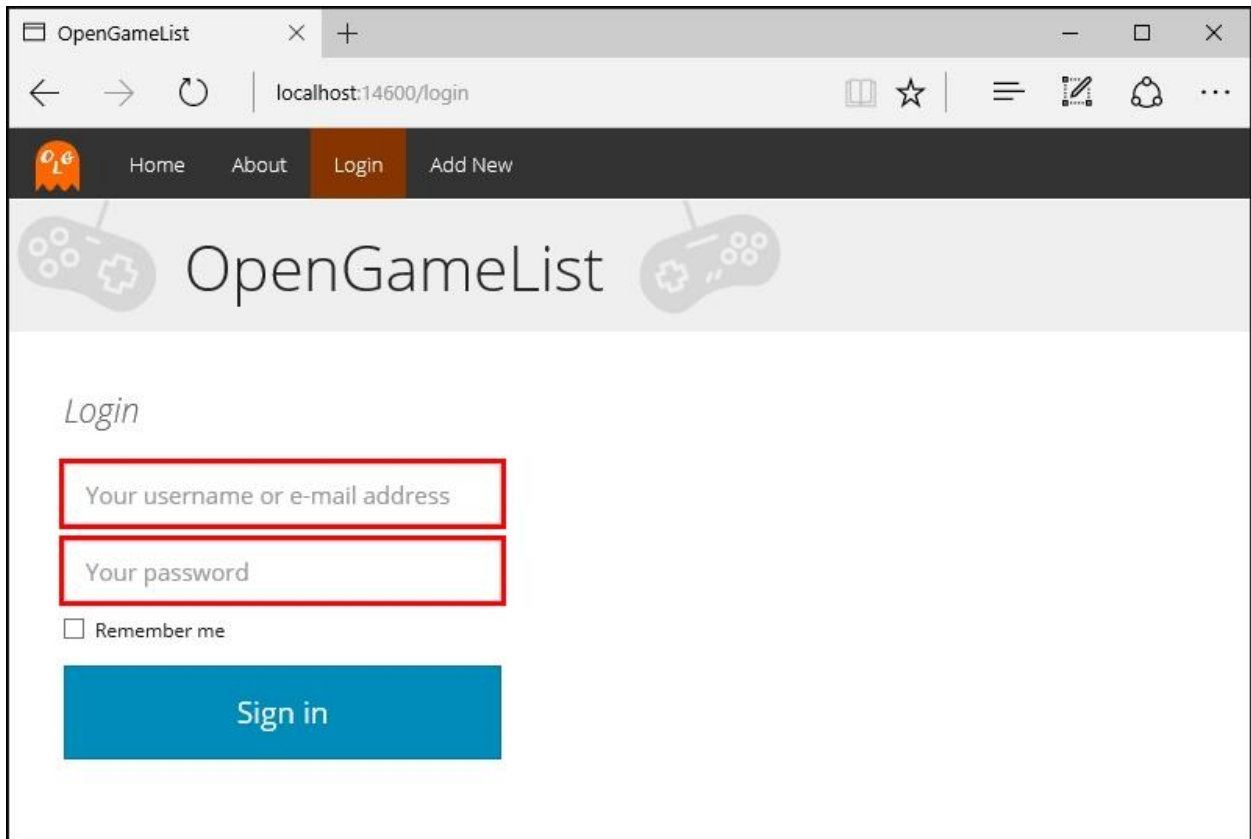 OpenGameList
localhost:14600/login
OLG Home About Login Add New
OpenGameList
Login
Your username or e-mail address
Your password
Remember me
Sign in